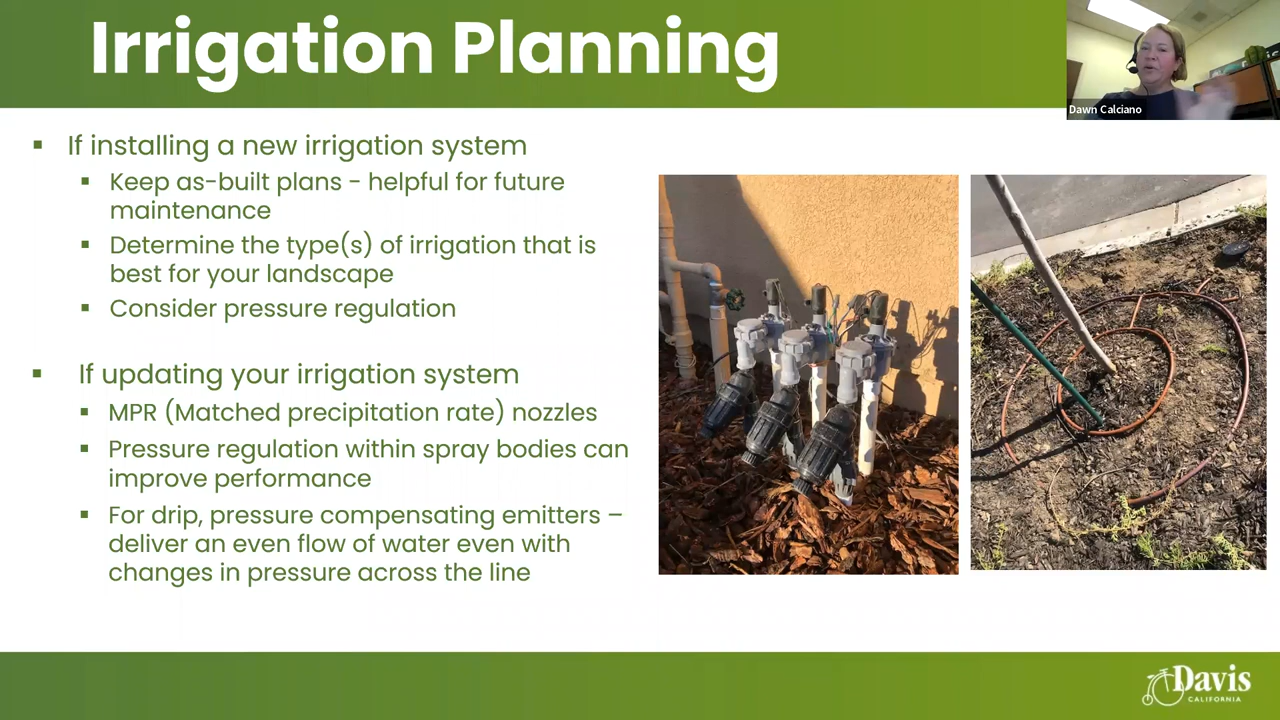 Irrigation Planning
Dawn Calciano
▪ If installing a new irrigation system
▪ Keep as-built plans - helpful for future
maintenance
▪ Determine the type(s) of irrigation that is
best for your landscape
▪ Consider pressure regulation
▪ If updating your irrigation system
▪ MPR (Matched precipitation rate) nozzles
▪ Pressure regulation within spray bodies can
improve performance
▪ For drip, pressure compensating emitters –
deliver an even flow of water even with
changes in pressure across the line
Davis
CALIFORNIA